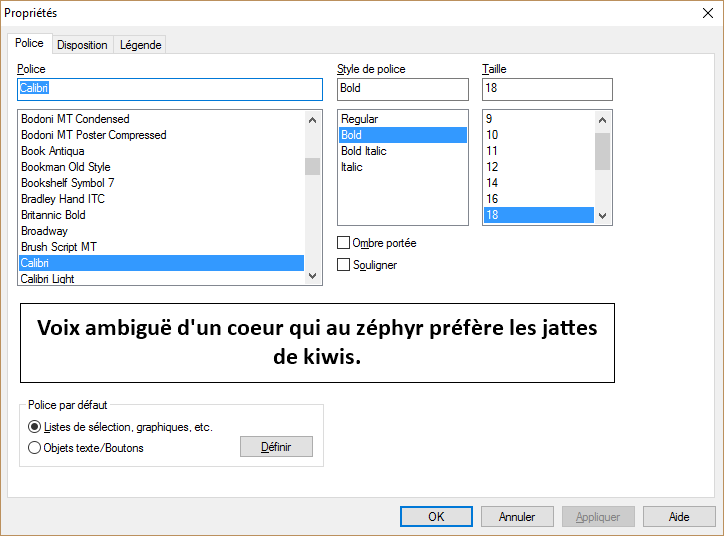 Propriétés
Police Disposition Légende
Police Style de police Taille
Calibri Bold 18
Bodoni MT Condensed
Bodoni MT Poster Compressed
Book Antiqua
Bookman Old Style
Bookshelf Symbol 7
Bradley Hand ITC
Britannic Bold
Broadway
Brush Script MT
Calibri
Calibri Light
Regular
Bold
Bold Italic
Italic
9
10
11
12
14
16
18
Ombre portée
Souligner
Voix ambiguë d'un coeur qui au zéphyr préfère les jattes
de kiwis.
Police par défaut
Listes de sélection, graphiques, etc.
Objets texte/Boutons
Définir
OK Annuler Appliquer Aide